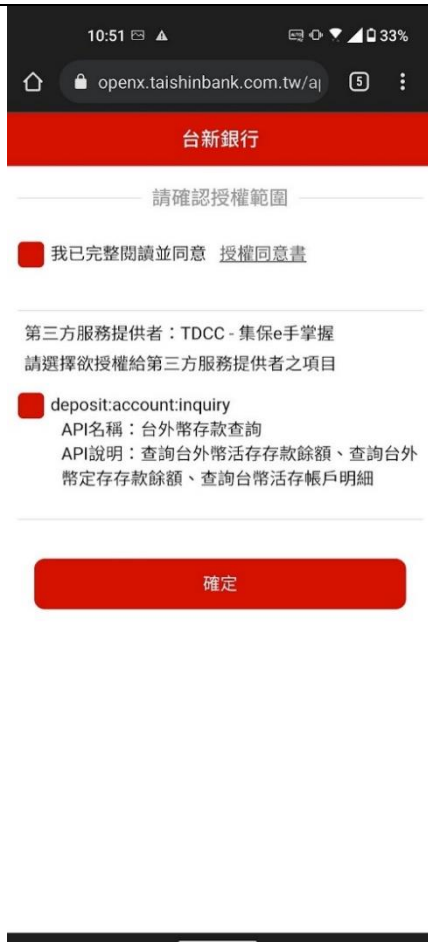 10:51 33%
openx.taishinbank.com.tw/a 5
台新銀行
請確認授權範圍
我已完整閱讀並同意 授權同意書
第三方服務提供者：TDCC - 集保e手掌握
請選擇欲授權給第三方服務提供者之項目
deposit:account:inquiry
API名稱：台外幣存款查詢
API說明：查詢台外幣活存存款餘額、查詢台外
幣定存存款餘額、查詢台幣活存帳戶明細
確定